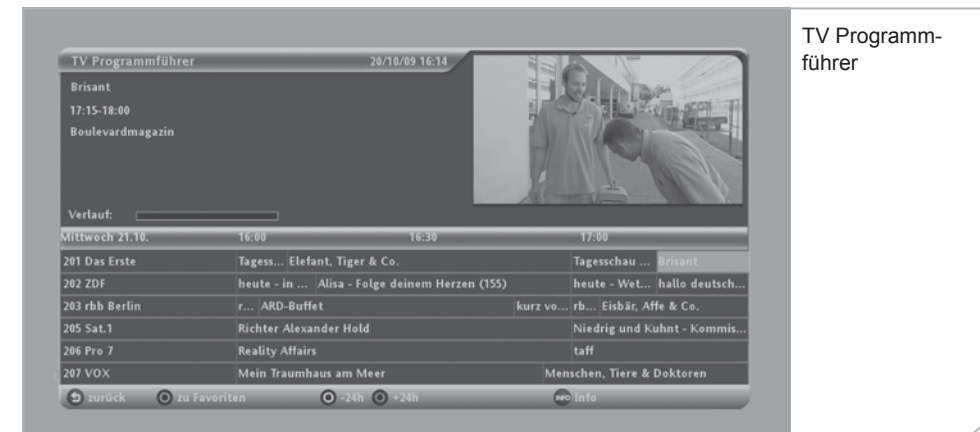 TV Programmführer 20/10/09 16:14
Brisant
17:15-18:00
Boulevardmagazin
Verlauf:
Mittwoch 21.10. 16:00 16:30 17:00
201 Das Erste Tagess... Elefant, Tiger & Co. Tagesschau ... Brisant
202 ZDF heute - in ... Alisa - Folge deinem Herzen (155) heute - Wet... hallo deutsch...
203 rbb Berlin r... ARD-Buffet kurz vo... rb... Eisbär, Affe & Co.
205 Sat.1 Richter Alexander Hold Niedrig und Kuhnt - Kommis...
206 Pro 7 Reality Affairs taff
207 VOX Mein Traumhaus am Meer Menschen, Tiere & Doktoren
zurück zu Favoriten -24h +24h INFO Info
TV Programm-
führer